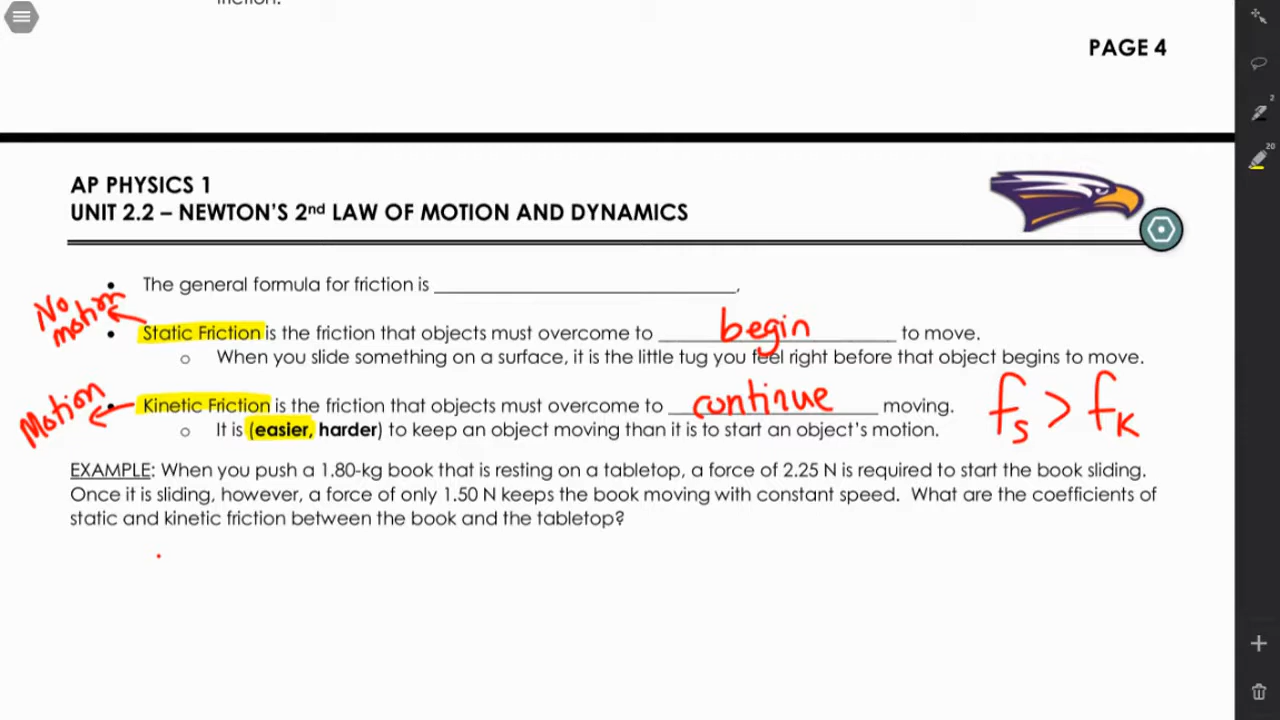 friction.
PAGE 4
AP PHYSICS 1
UNIT 2.2 – NEWTON'S 2nd LAW OF MOTION AND DYNAMICS
• The general formula for friction is ______________________________.
No motion
• Static Friction is the friction that objects must overcome to begin to move.
o When you slide something on a surface, it is the little tug you feel right before that object begins to move.
Motion
• Kinetic Friction is the friction that objects must overcome to continue moving.
o It is (easier, harder) to keep an object moving than it is to start an object's motion.
fs > fK
EXAMPLE: When you push a 1.80-kg book that is resting on a tabletop, a force of 2.25 N is required to start the book sliding.
Once it is sliding, however, a force of only 1.50 N keeps the book moving with constant speed. What are the coefficients of
static and kinetic friction between the book and the tabletop?
2
20